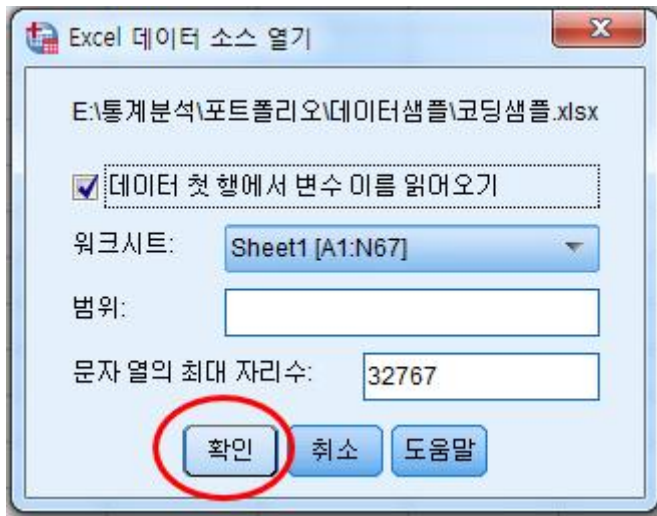 Excel 데이터 소스 열기
E:\통계분석\포트폴리오\데이터샘플\코딩샘플.xlsx
데이터 첫 행에서 변수 이름 읽어오기
워크시트: Sheet1 [A1:N67]
범위:
문자 열의 최대 자리수: 32767
확인 취소 도움말